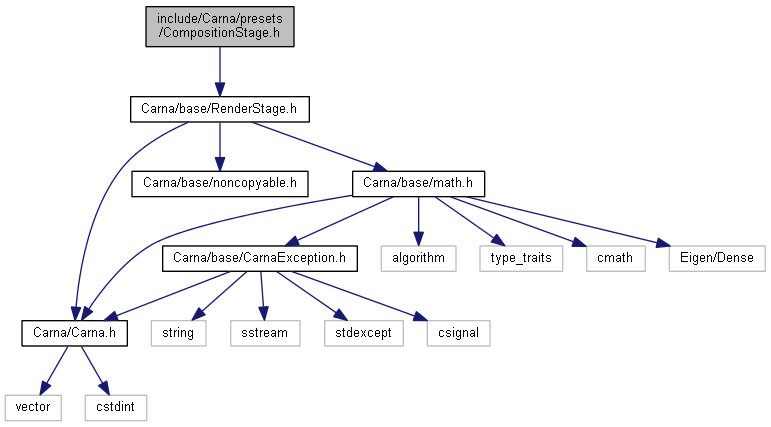 include/Carna/presets
/CompositionStage.h
Carna/base/RenderStage.h
Carna/base/noncopyable.h
Carna/base/math.h
Carna/base/CarnaException.h
algorithm
type_traits
cmath
Eigen/Dense
Carna/Carna.h
string
sstream
stdexcept
csignal
vector
cstdint